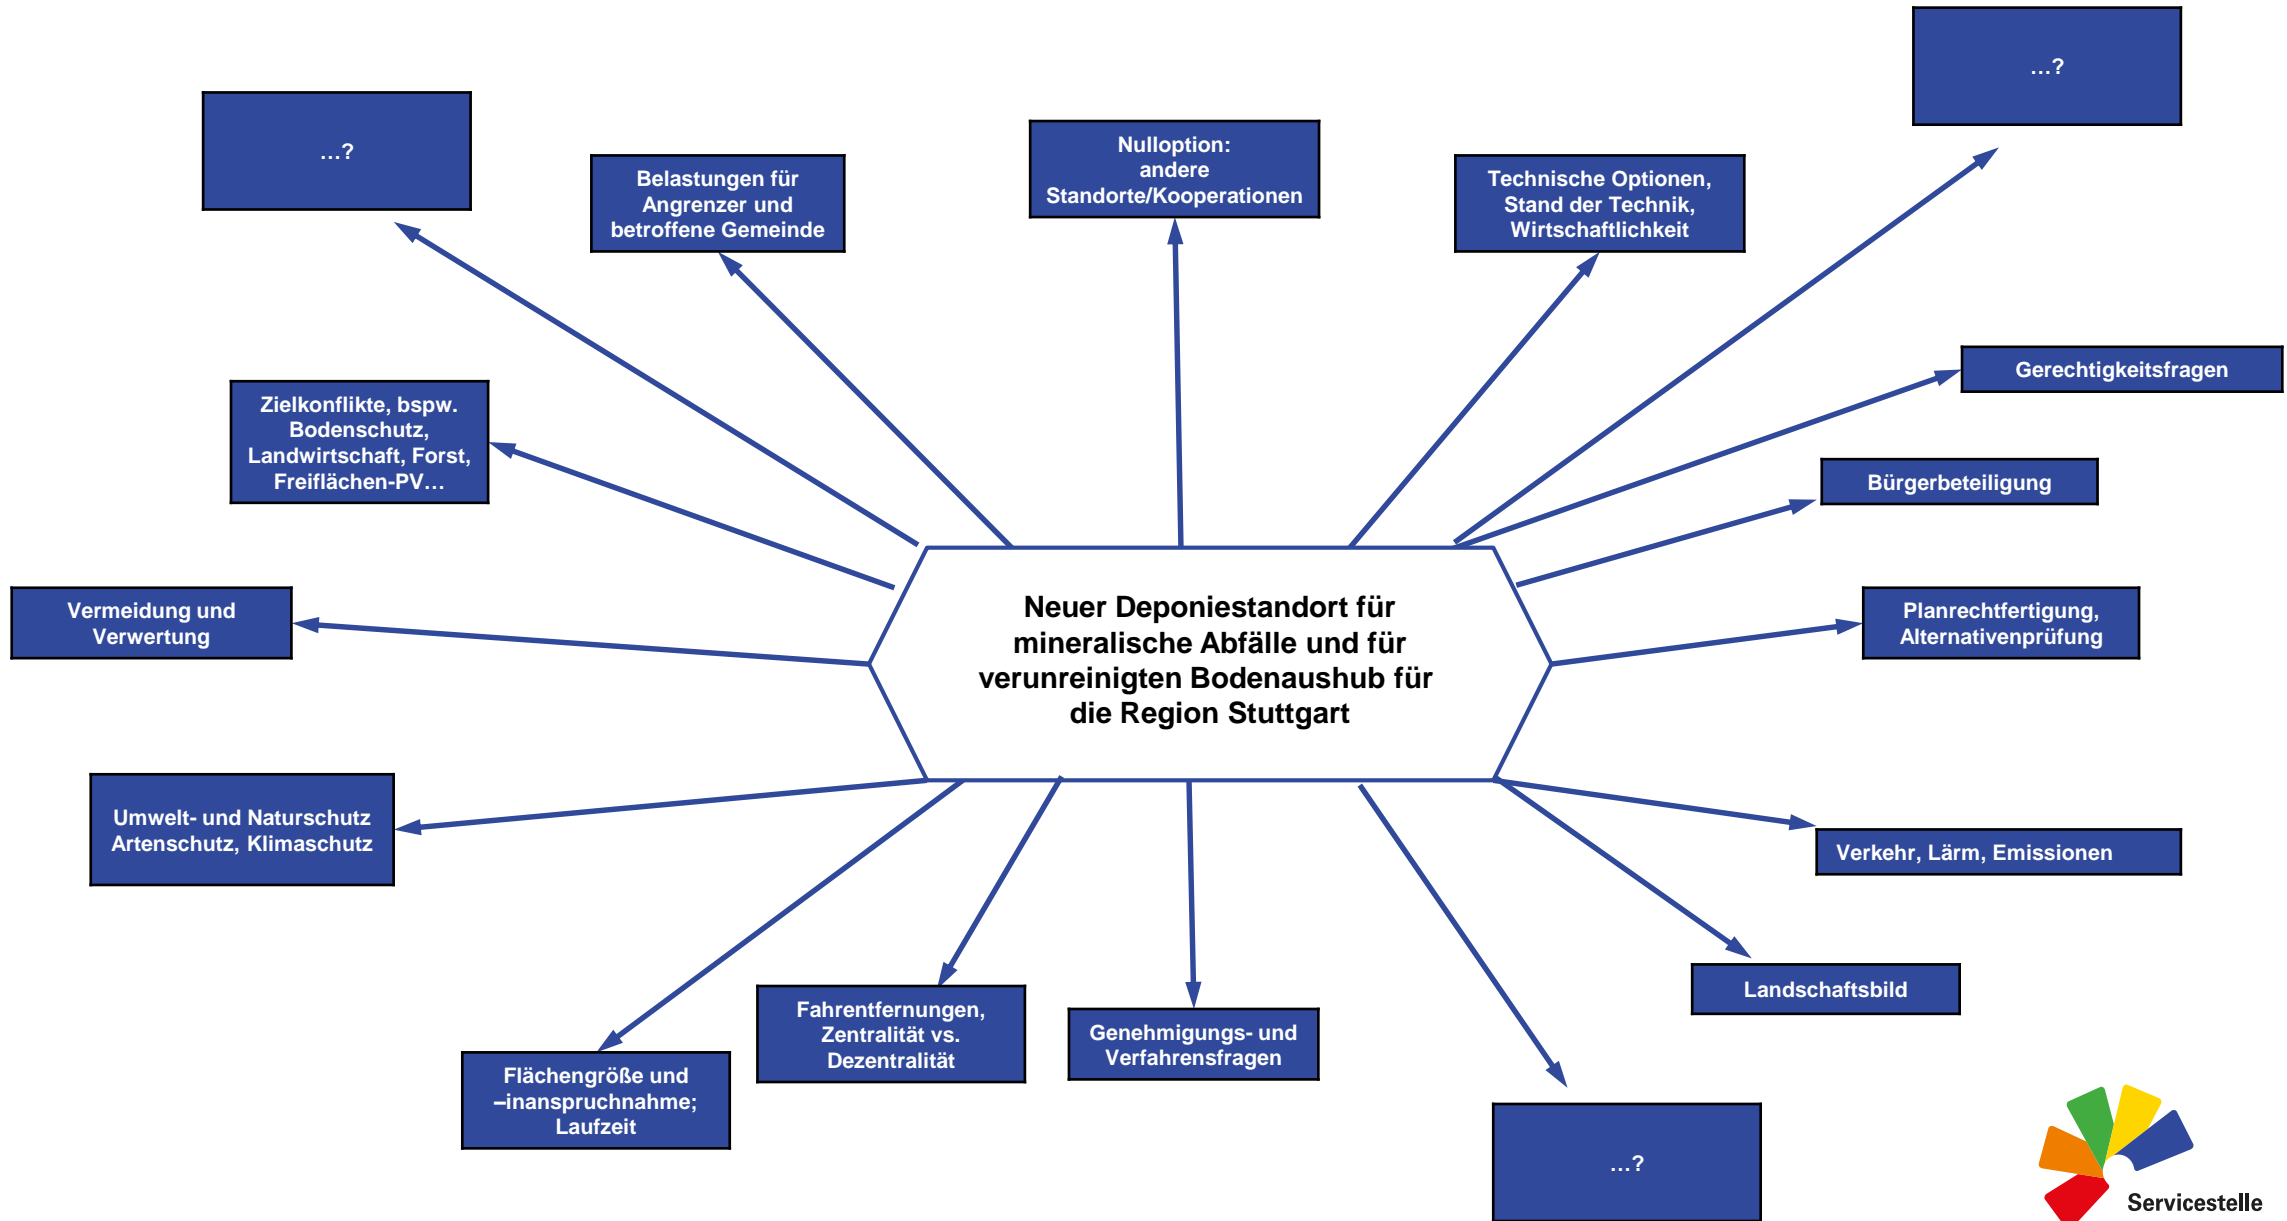 …?
…?
Nulloption:
andere
Standorte/Kooperationen
Belastungen für
Angrenzer und
betroffene Gemeinde
Technische Optionen,
Stand der Technik,
Wirtschaftlichkeit
Gerechtigkeitsfragen
Zielkonflikte, bspw.
Bodenschutz,
Landwirtschaft, Forst,
Freiflächen-PV…
Bürgerbeteiligung
Vermeidung und
Verwertung
Neuer Deponiestandort für
mineralische Abfälle und für
verunreinigten Bodenaushub für
die Region Stuttgart
Planrechtfertigung,
Alternativenprüfung
Umwelt- und Naturschutz
Artenschutz, Klimaschutz
Verkehr, Lärm, Emissionen
Landschaftsbild
Fahrentfernungen,
Zentralität vs.
Dezentralität
Genehmigungs- und
Verfahrensfragen
Flächengröße und
–inanspruchnahme;
Laufzeit
…?
Servicestelle